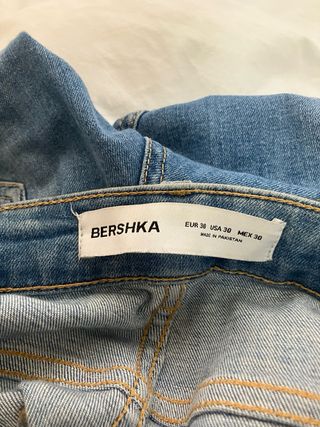 BERSHKA
EUR 38 USA 30 MEX 30
MADE IN PAKISTAN